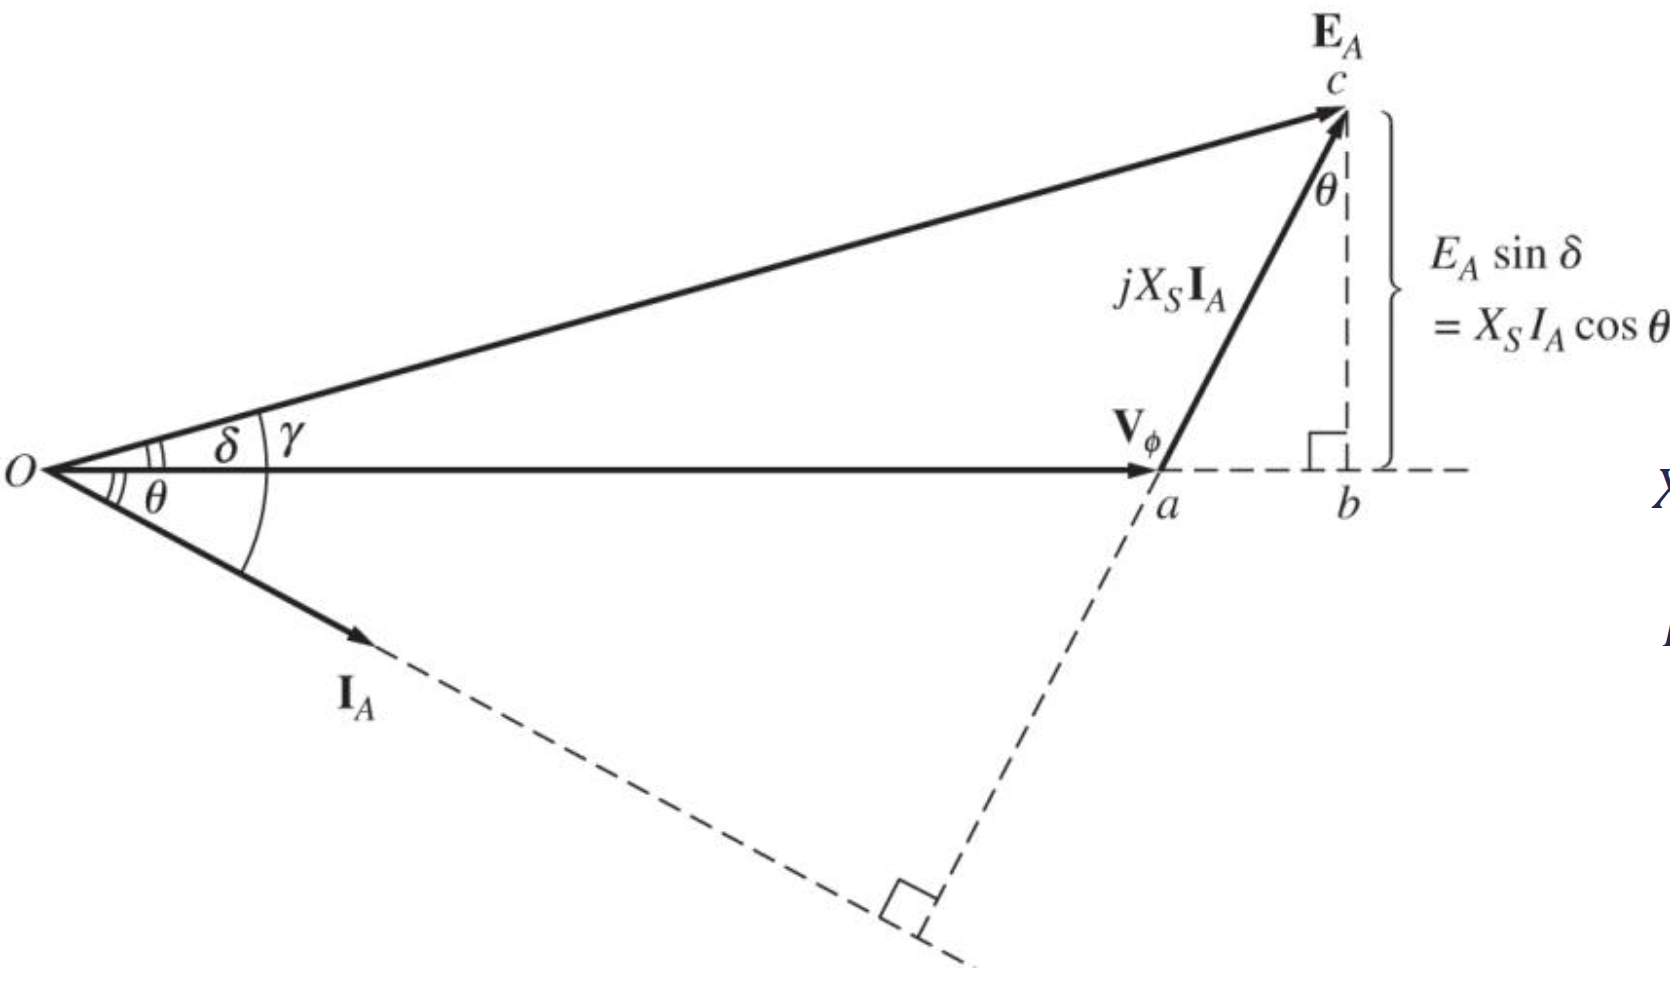 E_A
c
θ
E_A sin δ
= X_S I_A cos θ
jX_S I_A
V_ϕ
δ
γ
O
θ
a
b
X
I_A